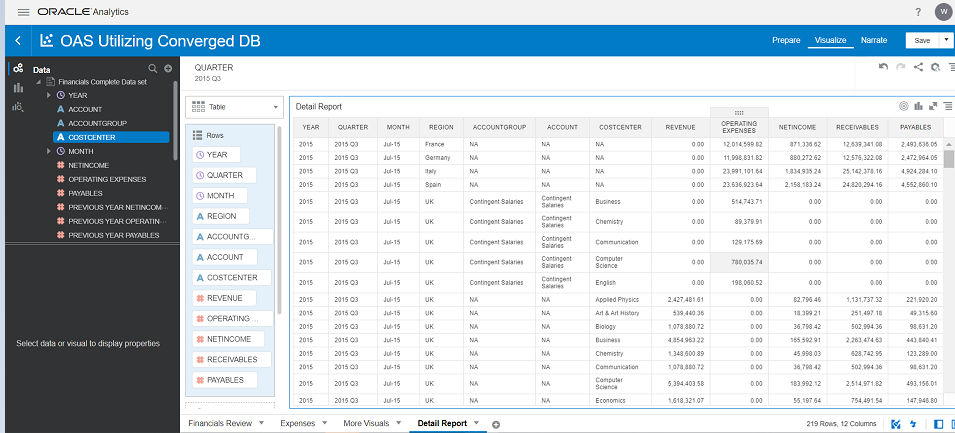 ORACLE Analytics
?
W
OAS Utilizing Converged DB
Prepare Visualize Narrate Save
Data
Financials Complete Data set
YEAR
ACCOUNT
ACCOUNTGROUP
COSTCENTER
MONTH
NETINCOME
OPERATING EXPENSES
PAYABLES
PREVIOUS YEAR NETINCOM...
PREVIOUS YEAR OPERATIN...
PREVIOUS YEAR PAYABLES
Select data or visual to display properties
QUARTER
2015 Q3
Table
Rows
YEAR
QUARTER
MONTH
REGION
ACCOUNTG...
ACCOUNT
COSTCENTER
REVENUE
OPERATING ...
NETINCOME
RECEIVABLES
PAYABLES
Detail Report
YEAR QUARTER MONTH REGION ACCOUNTGROUP ACCOUNT COSTCENTER REVENUE OPERATING EXPENSES NETINCOME RECEIVABLES PAYABLES
2015 2015 Q3 Jul-15 France NA NA NA 0.00 12,014,599.82 871,336.62 12,639,341.08 2,493,636.05
2015 2015 Q3 Jul-15 Germany NA NA NA 0.00 11,998,831.82 880,272.62 12,576,322.08 2,472,964.05
2015 2015 Q3 Jul-15 Italy NA NA NA 0.00 23,991,101.64 1,834,935.24 25,142,378.16 4,924,284.10
2015 2015 Q3 Jul-15 Spain NA NA NA 0.00 23,636,923.64 2,158,183.24 24,820,294.16 4,552,860.10
2015 2015 Q3 Jul-15 UK Contingent Salaries Contingent Salaries Business 0.00 514,743.71 0.00 0.00 0.00
2015 2015 Q3 Jul-15 UK Contingent Salaries Contingent Salaries Chemistry 0.00 89,379.91 0.00 0.00 0.00
2015 2015 Q3 Jul-15 UK Contingent Salaries Contingent Salaries Communication 0.00 129,175.69 0.00 0.00 0.00
2015 2015 Q3 Jul-15 UK Contingent Salaries Contingent Salaries Computer Science 0.00 780,035.74 0.00 0.00 0.00
2015 2015 Q3 Jul-15 UK Contingent Salaries Contingent Salaries English 0.00 198,060.52 0.00 0.00 0.00
2015 2015 Q3 Jul-15 UK NA NA Applied Physics 2,427,481.61 0.00 82,796.46 1,131,737.32 221,920.20
2015 2015 Q3 Jul-15 UK NA NA Art & Art History 539,440.36 0.00 18,399.21 251,497.18 49,315.60
2015 2015 Q3 Jul-15 UK NA NA Biology 1,078,880.72 0.00 36,798.42 502,994.36 98,631.20
2015 2015 Q3 Jul-15 UK NA NA Business 4,854,963.22 0.00 165,592.91 2,263,474.63 443,840.41
2015 2015 Q3 Jul-15 UK NA NA Chemistry 1,348,600.89 0.00 45,998.03 628,742.95 123,289.00
2015 2015 Q3 Jul-15 UK NA NA Communication 1,078,880.72 0.00 36,798.42 502,994.36 98,631.20
2015 2015 Q3 Jul-15 UK NA NA Computer Science 5,394,403.58 0.00 183,992.12 2,514,971.82 493,156.01
2015 2015 Q3 Jul-15 UK NA NA Economics 1,618,321.07 0.00 55,197.64 754,491.54 147,946.80
Financials Review Expenses More Visuals Detail Report
219 Rows, 12 Columns